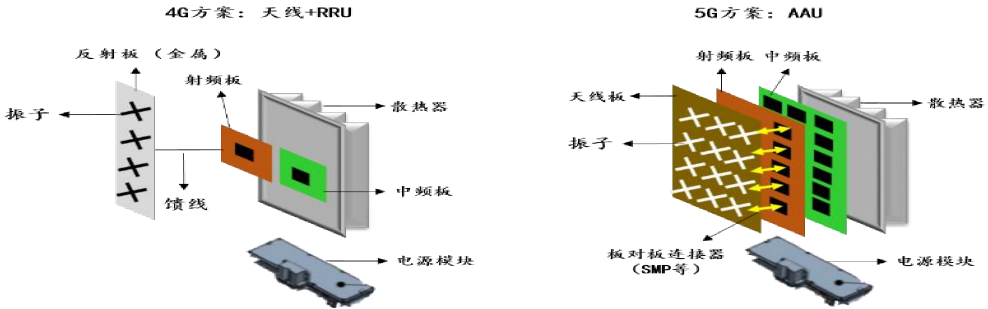 4G方案：天线+RRU
反射板（金属）
射频板
振子
散热器
馈线
中频板
电源模块
5G方案：AAU
射频板 中频板
天线板
散热器
振子
板对板连接器
（SMP等）
电源模块